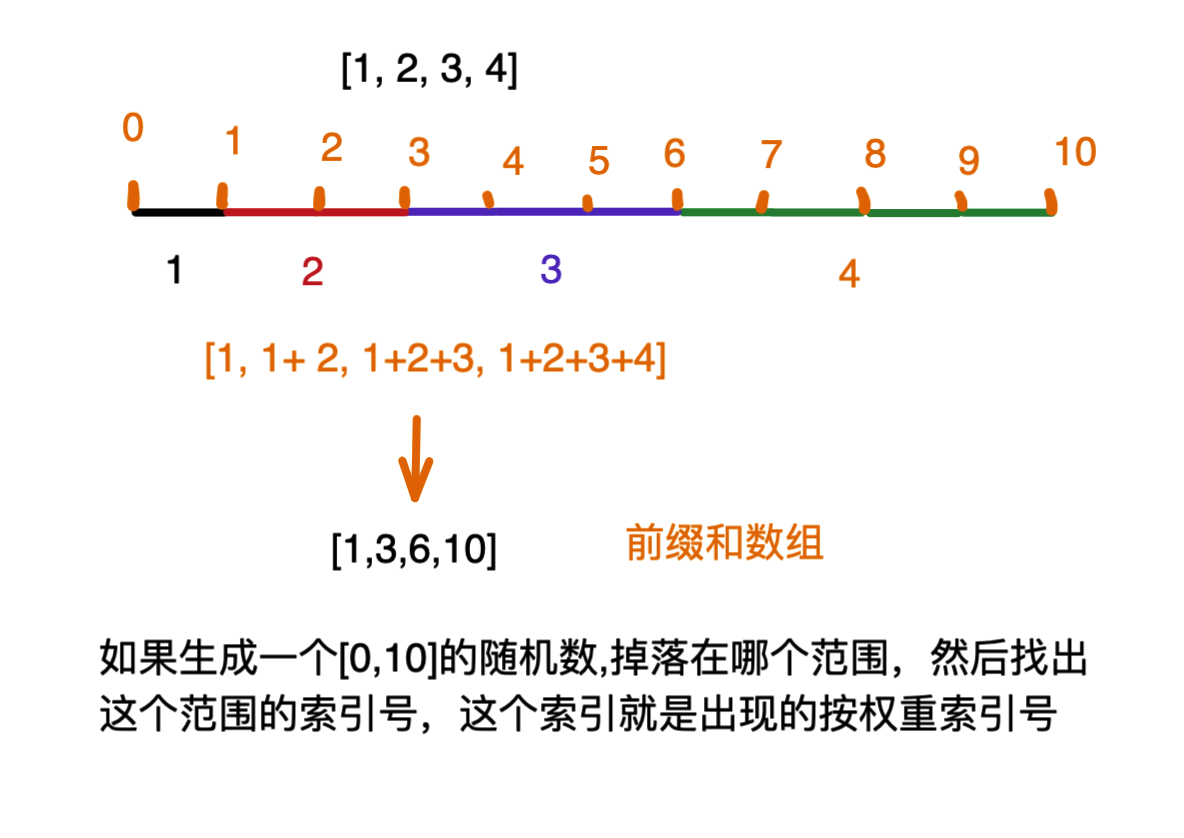 [1, 2, 3, 4]
0 1 2 3 4 5 6 7 8 9 10
1 2 3 4
[1, 1+ 2, 1+2+3, 1+2+3+4]
[1,3,6,10] 前缀和数组
如果生成一个[0,10]的随机数,掉落在哪个范围，然后找出
这个范围的索引号，这个索引就是出现的按权重索引号